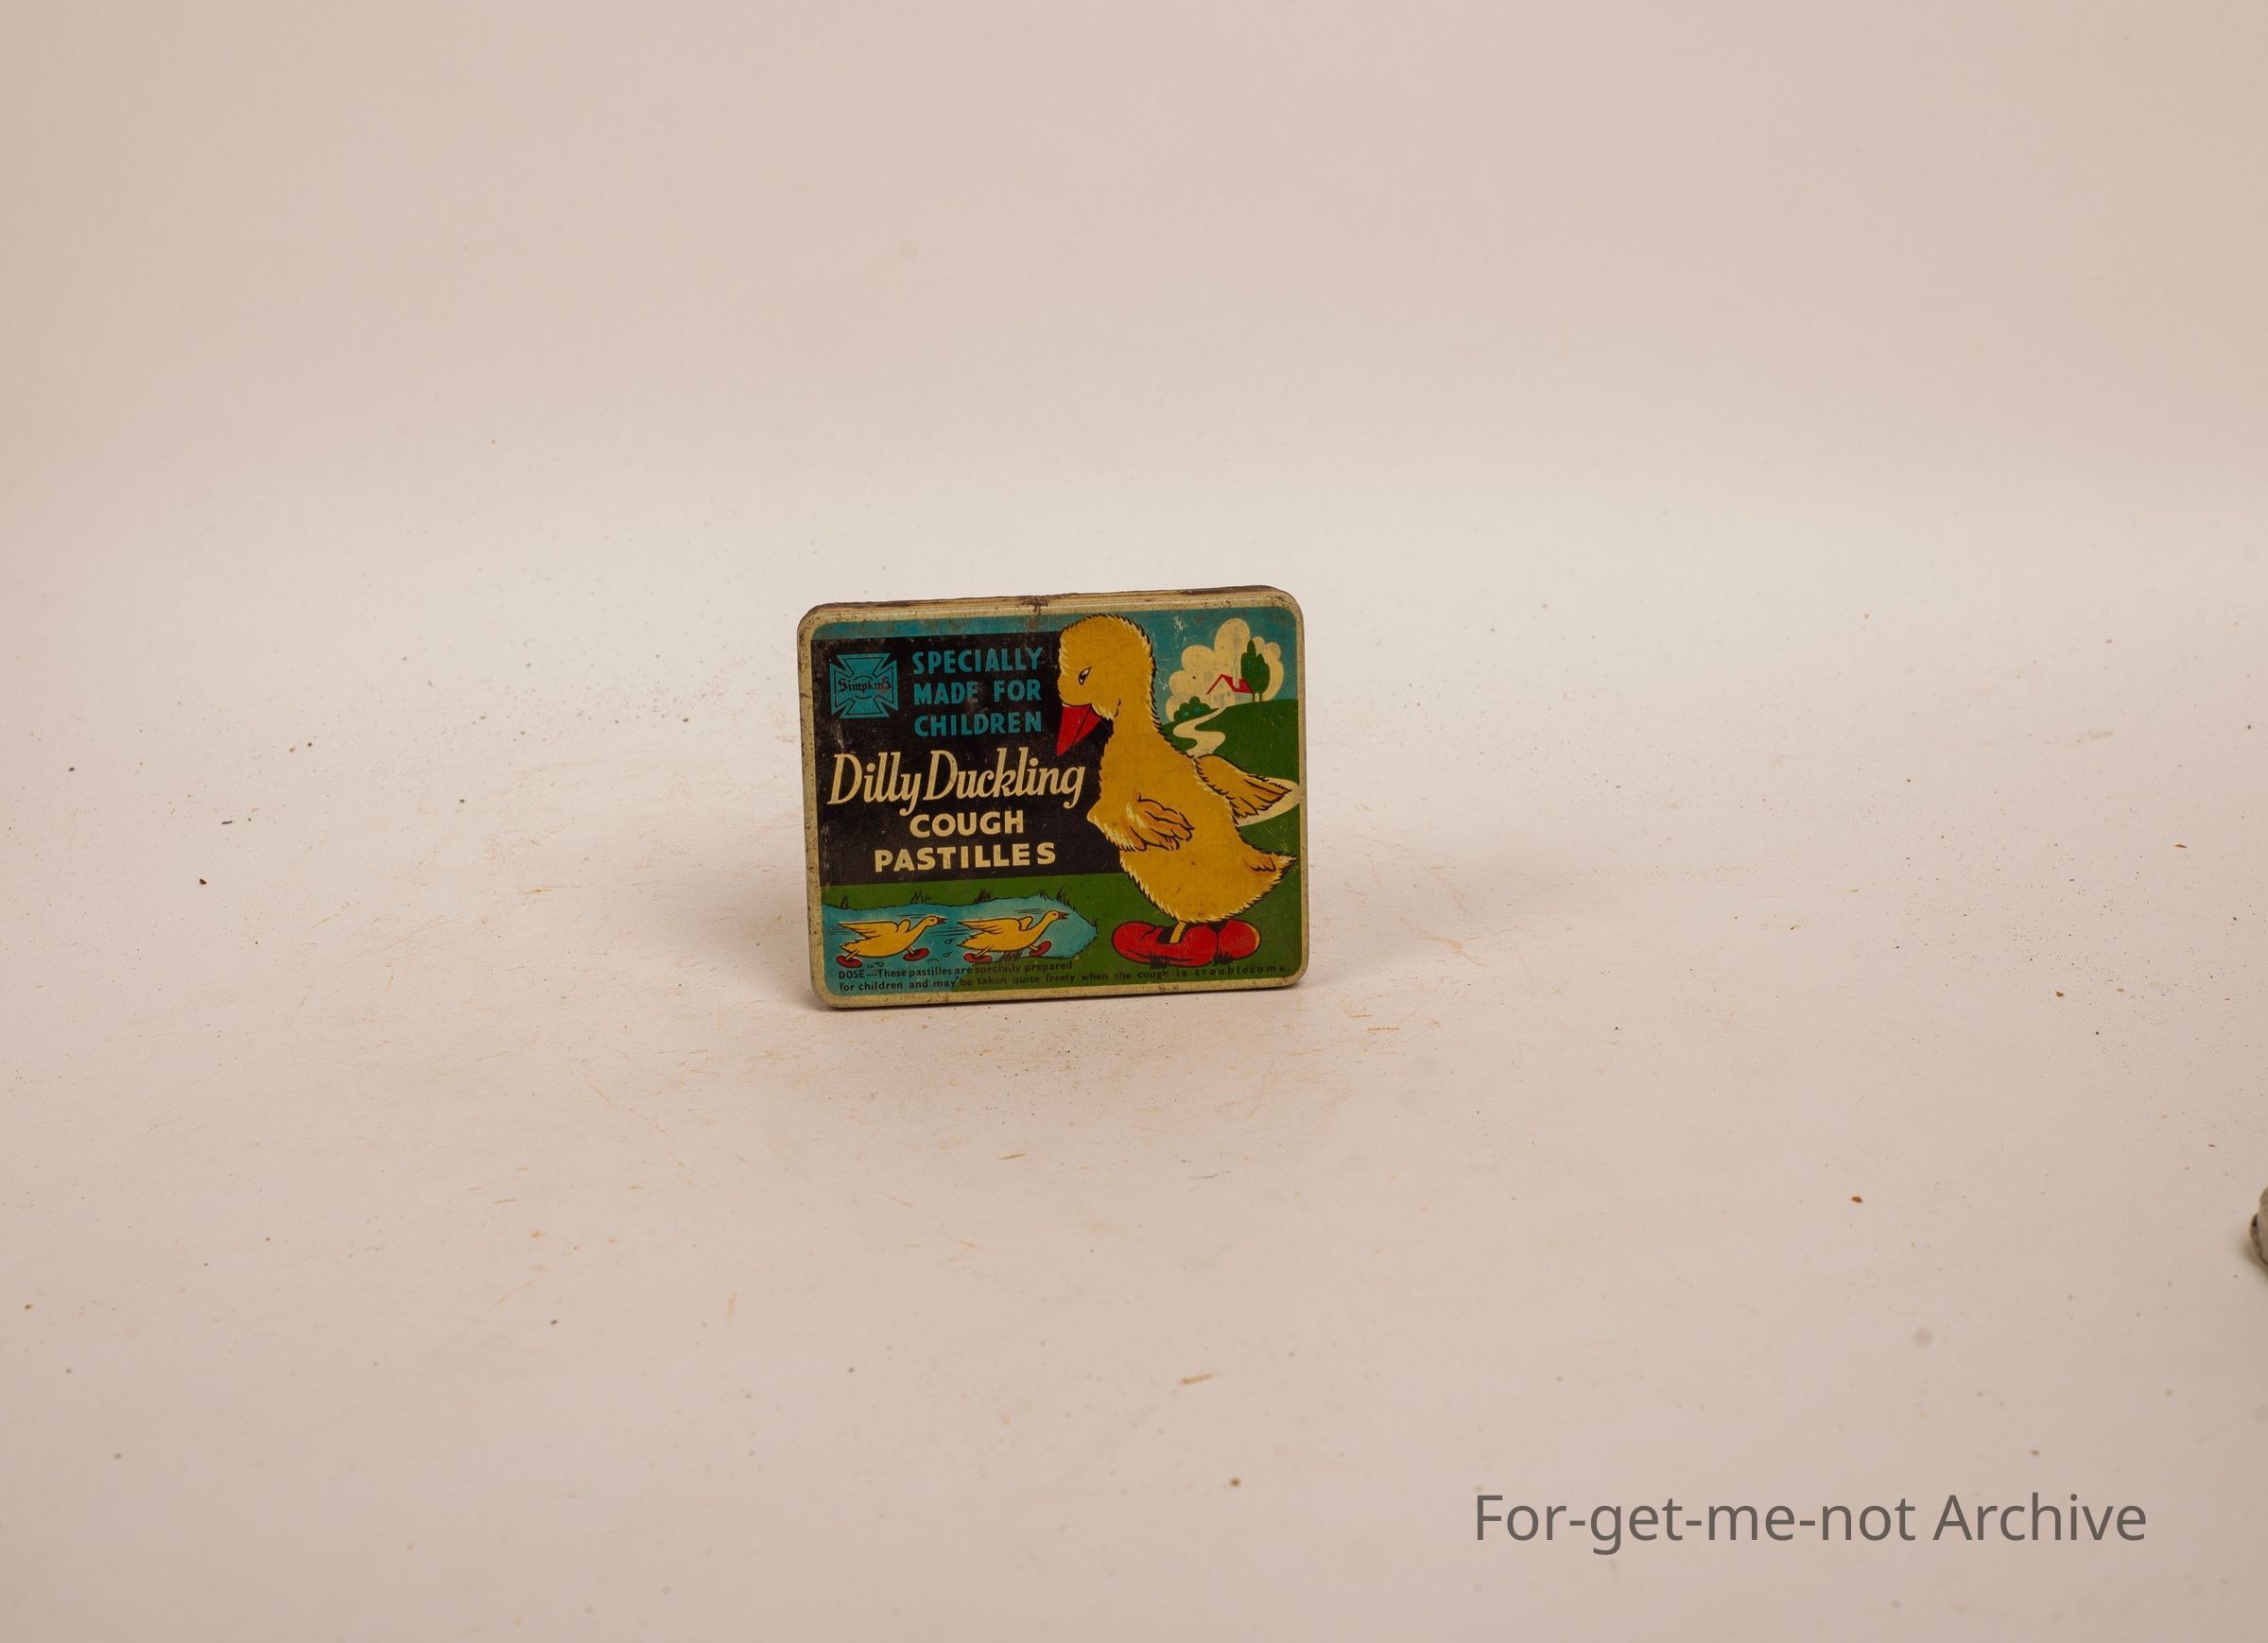 Simpkins
SPECIALLY
MADE FOR
CHILDREN
Dilly Duckling
COUGH
PASTILLES
DOSE—These pastilles are specially prepared
for children and may be taken quite freely when the cough is troublesome.
For-get-me-not Archive